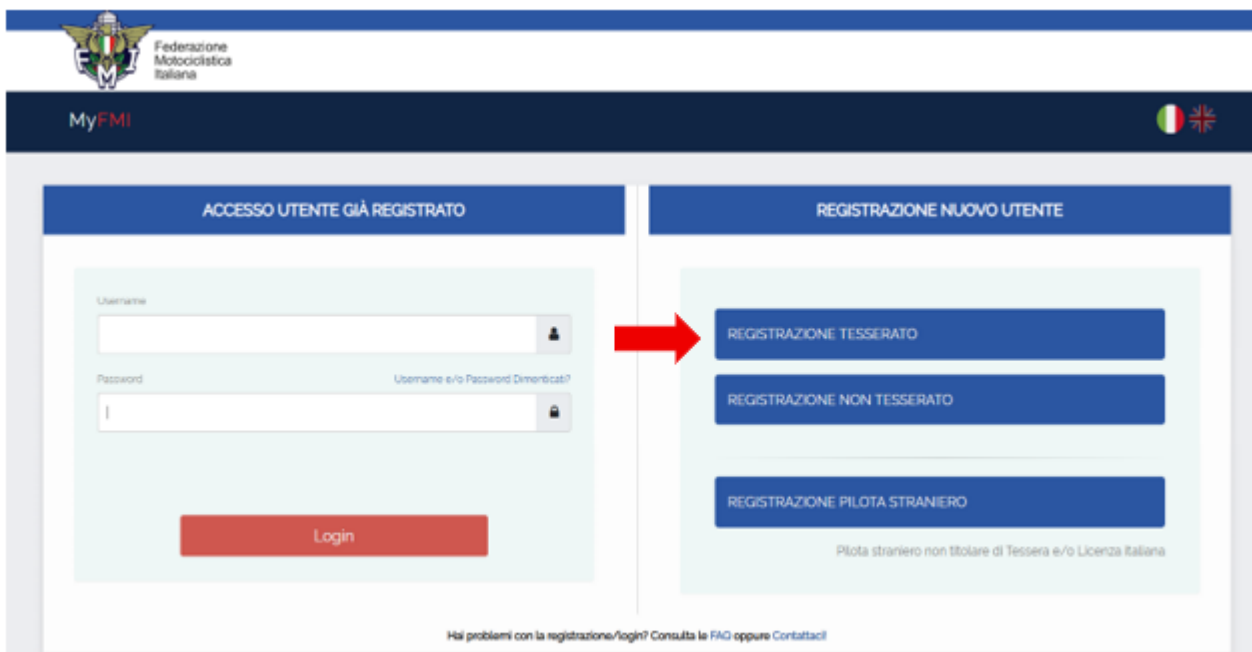 FMI
Federazione
Motociclistica
Italiana
MyFMI
ACCESSO UTENTE GIÀ REGISTRATO
Username
Password Username e/o Password Dimenticati?
Login
REGISTRAZIONE NUOVO UTENTE
REGISTRAZIONE TESSERATO
REGISTRAZIONE NON TESSERATO
REGISTRAZIONE PILOTA STRANIERO
Pilota straniero non titolare di Tessera e/o Licenza Italiana
Hai problemi con la registrazione/login? Consulta le FAQ oppure Contattaci!